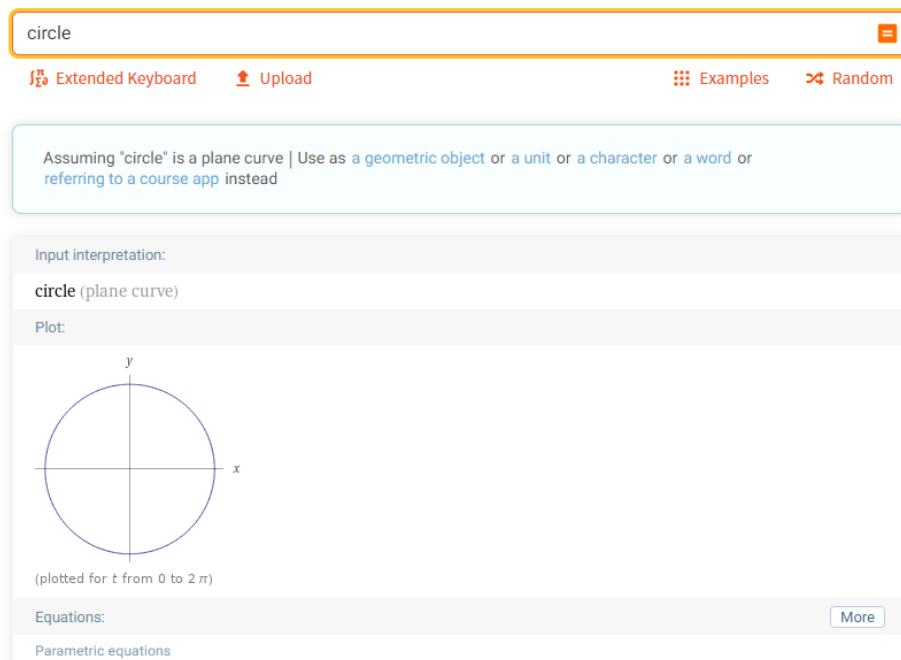 circle
Extended Keyboard Upload Examples Random
Assuming "circle" is a plane curve | Use as a geometric object or a unit or a character or a word or
referring to a course app instead
Input interpretation:
circle (plane curve)
Plot:
y
x
(plotted for t from 0 to 2 π)
Equations: More
Parametric equations